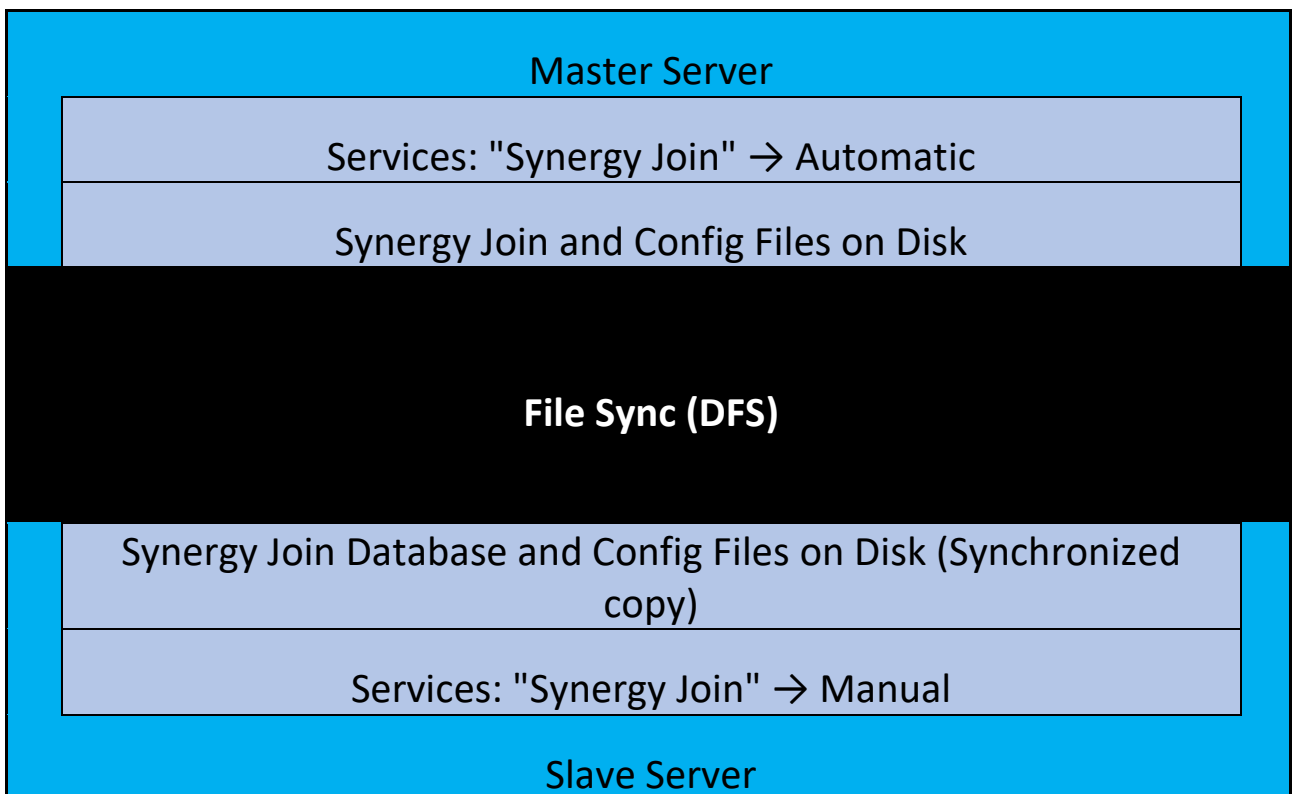 Master Server
Services: "Synergy Join" → Automatic
Synergy Join and Config Files on Disk
File Sync (DFS)
Synergy Join Database and Config Files on Disk (Synchronized
copy)
Services: "Synergy Join" → Manual
Slave Server